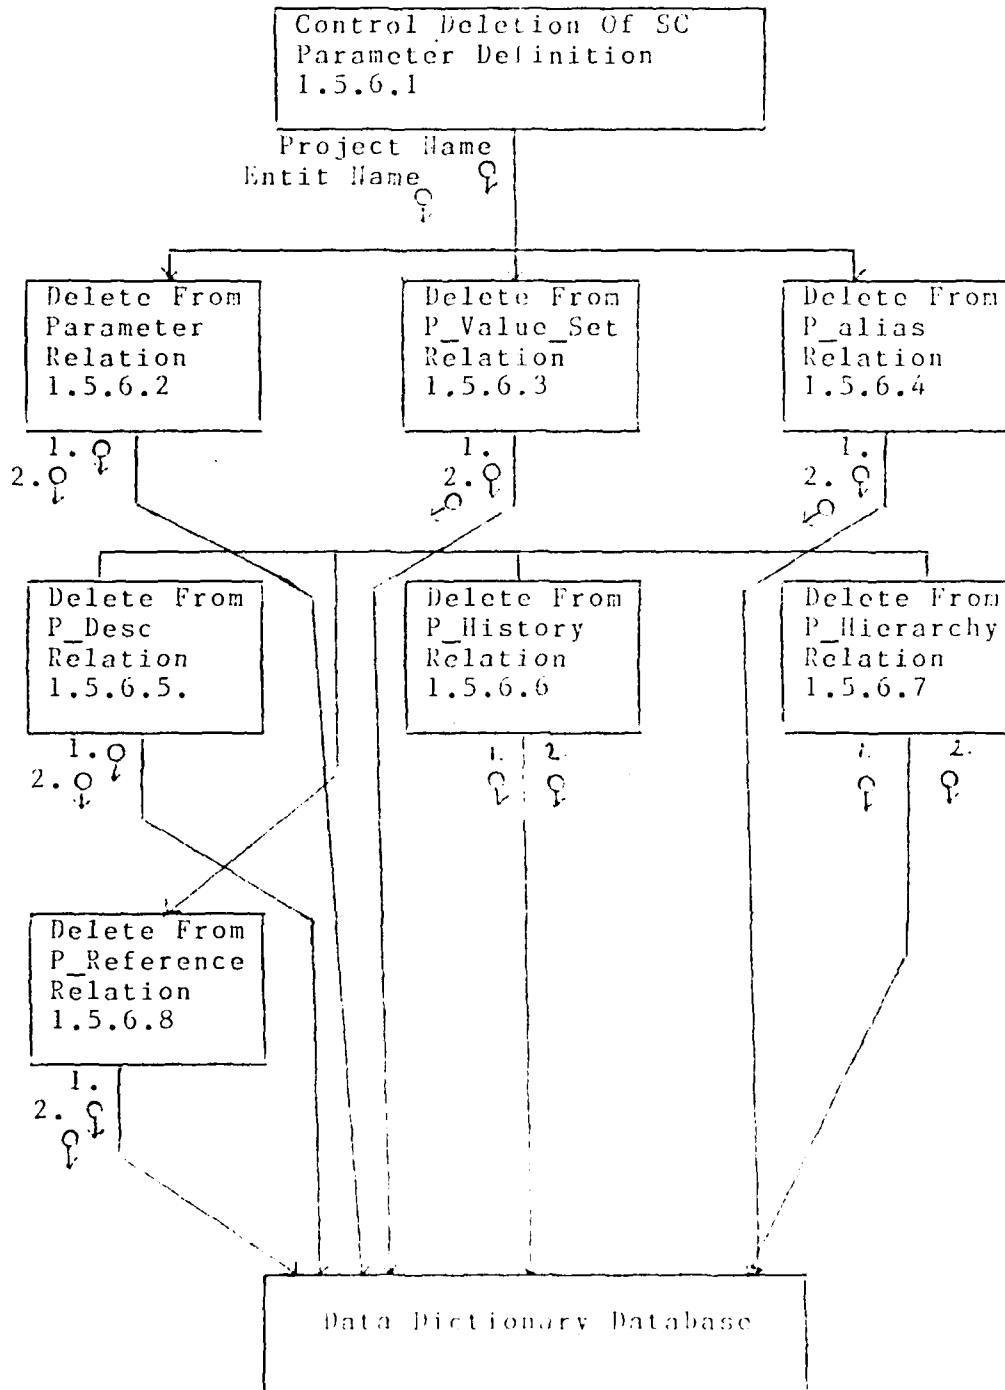 Control Deletion Of SC
Parameter Definition
1.5.6.1
Project Name
Entit Name
Delete From
Parameter
Relation
1.5.6.2
Delete From
P_Value_Set
Relation
1.5.6.3
Delete From
P_alias
Relation
1.5.6.4
1.
2.
1.
2.
1.
2.
Delete From
P_Desc
Relation
1.5.6.5.
Delete From
P_History
Relation
1.5.6.6
Delete From
P_Hierarchy
Relation
1.5.6.7
1.
2.
1. 2.
1. 2.
Delete From
P_Reference
Relation
1.5.6.8
1.
2.
Data Dictionary Database